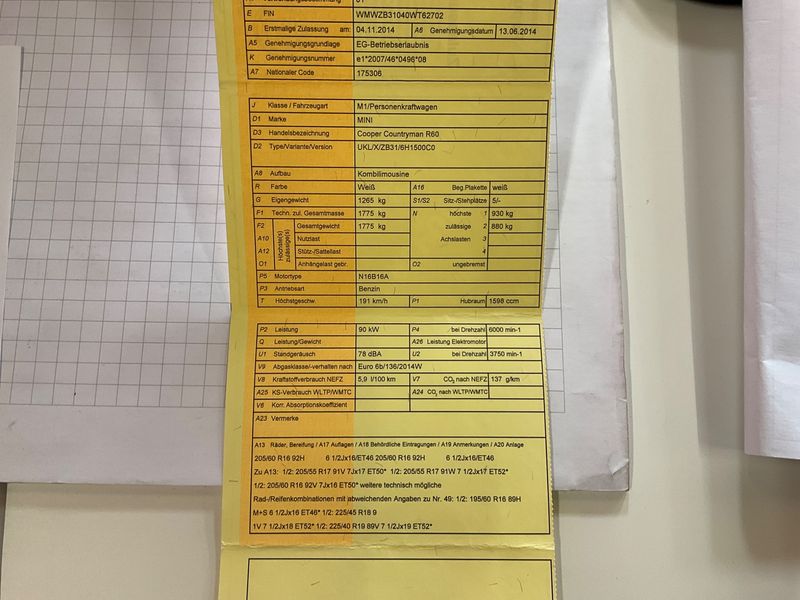 01
E FIN WMWZB31040WT62702
B Erstmalige Zulassung am: 04.11.2014 A6 Genehmigungsdatum 13.06.2014
A5 Genehmigungsgrundlage EG-Betriebserlaubnis
K Genehmigungsnummer e1*2007/46*0496*08
A7 Nationaler Code 175306
J Klasse / Fahrzeugart M1/Personenkraftwagen
D1 Marke MINI
D3 Handelsbezeichnung Cooper Countryman R60
D2 Type/Variante/Version UKL/X/ZB31/6H1500C0
A8 Aufbau Kombilimousine
R Farbe Weiß A16 Beg.Plakette weiß
G Eigengewicht 1265 kg S1/S2 Sitz-/Stehplätze 5/-
F1 Techn. zul. Gesamtmasse 1775 kg N höchste 1 930 kg
F2 Höchste(s) zulässige(s) Gesamtgewicht 1775 kg zulässige 2 880 kg
A10 Nutzlast Achslasten 3
A12 Stütz-/Sattellast 4
O1 Anhängelast gebr. O2 ungebremst
P5 Motortype N16B16A
P3 Antriebsart Benzin
T Höchstgeschw. 191 km/h P1 Hubraum 1598 ccm
P2 Leistung 90 kW P4 bei Drehzahl 6000 min-1
Q Leistung/Gewicht A26 Leistung Elektromotor
U1 Standgeräusch 78 dBA U2 bei Drehzahl 3750 min-1
V9 Abgasklasse/-verhalten nach Euro 6b/136/2014W
V8 Kraftstoffverbrauch NEFZ 5,9 l/100 km V7 CO₂ nach NEFZ 137 g/km
A25 KS-Verbrauch WLTP/WMTC A24 CO₂ nach WLTP/WMTC
V6 Korr. Absorptionskoeffizient
A23 Vermerke
A13 Räder, Bereifung / A17 Auflagen / A18 Behördliche Eintragungen / A19 Anmerkungen / A20 Anlage
205/60 R16 92H 6 1/2Jx16/ET46 205/60 R16 92H 6 1/2Jx16/ET46
Zu A13: 1/2: 205/55 R17 91V 7Jx17 ET50* 1/2: 205/55 R17 91W 7 1/2Jx17 ET52*
1/2: 205/60 R16 92V 7Jx16 ET50* weitere technisch mögliche
Rad-/Reifenkombinationen mit abweichenden Angaben zu Nr. 49: 1/2: 195/60 R16 89H
M+S 6 1/2Jx16 ET46* 1/2: 225/45 R18 9
1V 7 1/2Jx18 ET52* 1/2: 225/40 R19 89V 7 1/2Jx19 ET52*